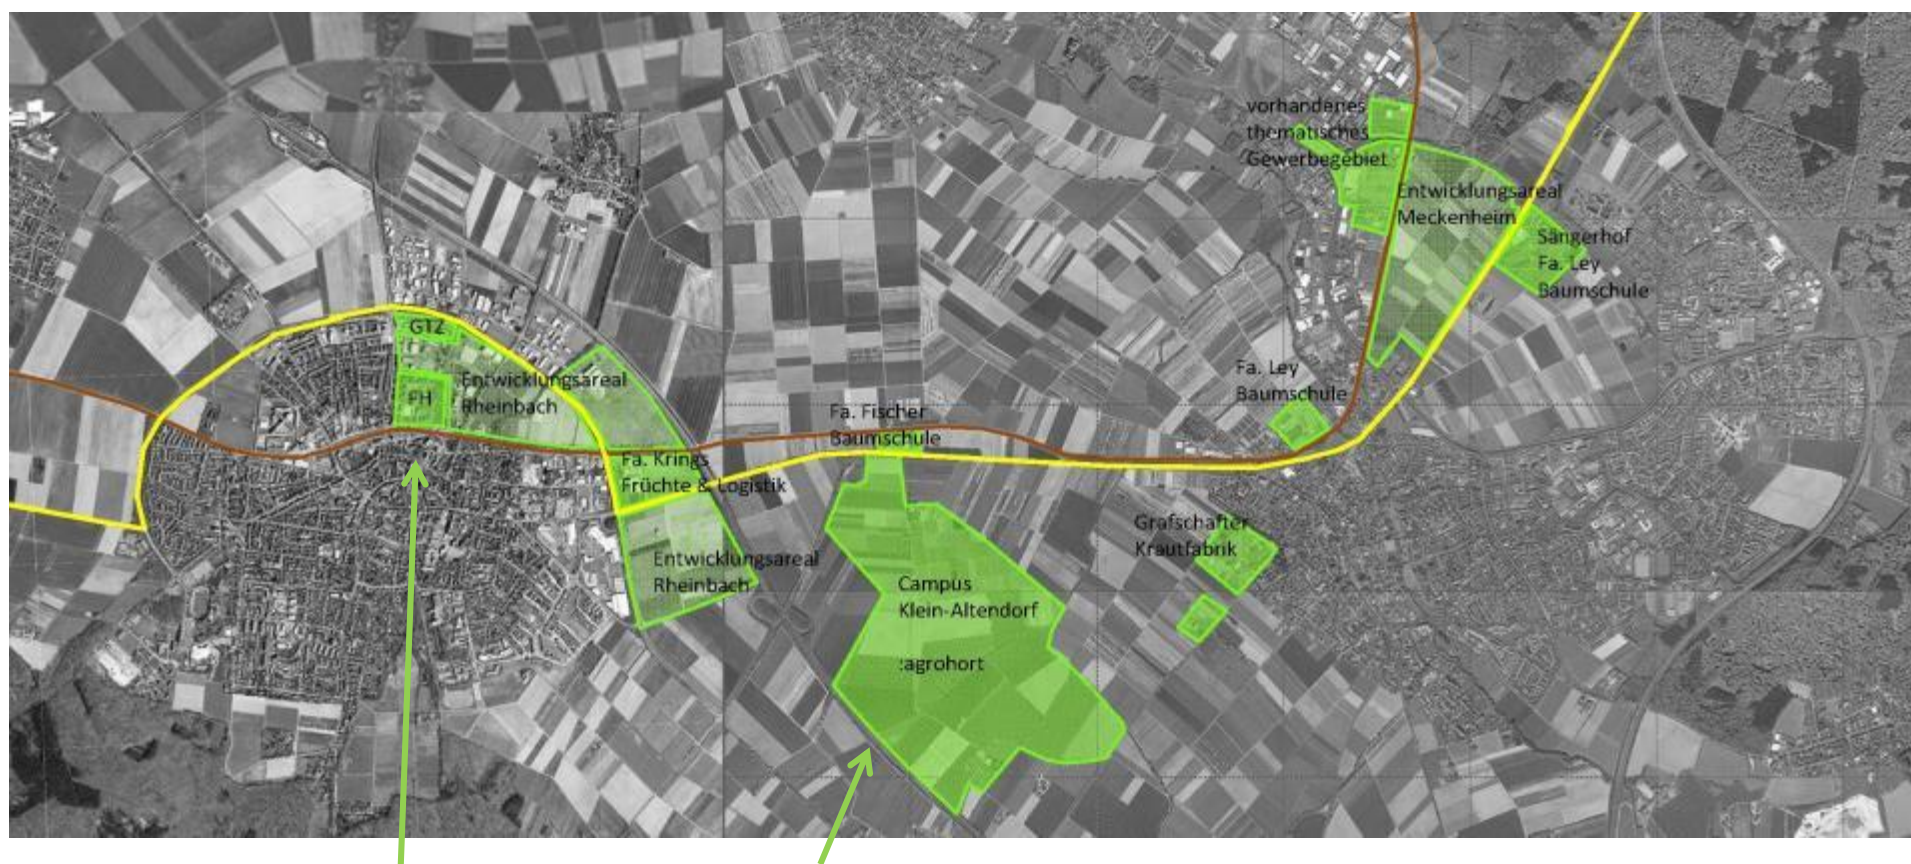 vorhandenes
thematisches
Gewerbegebiet
Entwicklungsareal
Meckenheim
Sängerhof
Fa. Ley
Baumschule
GTZ
FH
Entwicklungsareal
Rheinbach
Fa. Ley
Baumschule
Fa. Fischer
Baumschule
Fa. Krings
Früchte & Logistik
Entwicklungsareal
Rheinbach
Grafschafter
Krautfabrik
Campus
Klein-Altendorf
:agrohort